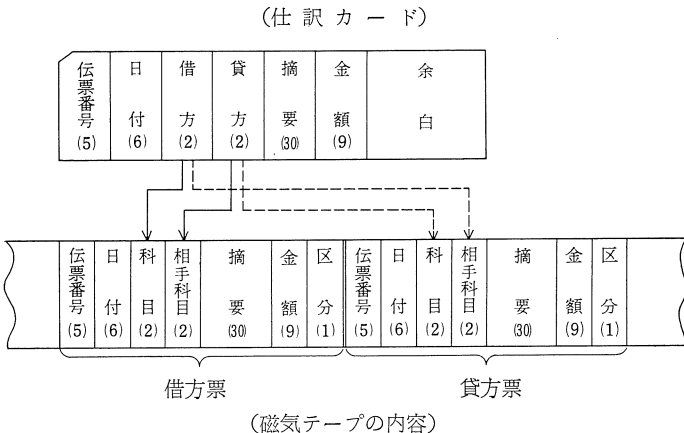 (仕訳カード)
伝票番号(5) 日付(6) 借方(2) 貸方(2) 摘要(30) 金額(9) 余白
伝票番号(5) 日付(6) 科目(2) 相手科目(2) 摘要(30) 金額(9) 区分(1) 伝票番号(5) 日付(6) 科目(2) 相手科目(2) 摘要(30) 金額(9) 区分(1)
借方票 貸方票
(磁気テープの内容)